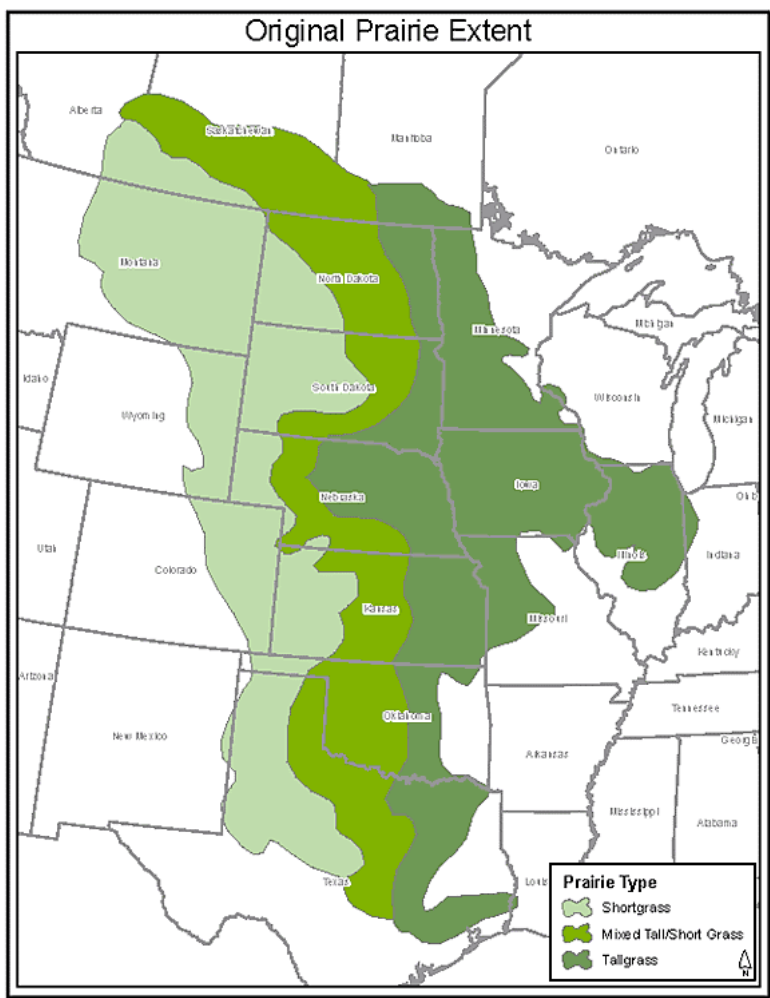 Original Prairie Extent
Alberta
Saskatchewan
Manitoba
Ontario
Montana
North Dakota
Minnesota
Michigan
Idaho
South Dakota
Wisconsin
Wyoming
Michigan
Nebraska
Iowa
Utah
Colorado
Illinois
Indiana
Kansas
Missouri
Kentucky
Arizona
New Mexico
Oklahoma
Tennessee
Arkansas
Mississippi
Alabama
Texas
Prairie Type
Shortgrass
Mixed Tall/Short Grass
Tallgrass
N